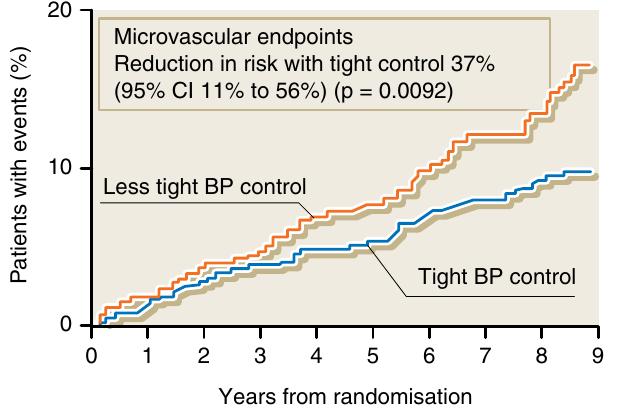 20
Microvascular endpoints
Reduction in risk with tight control 37%
(95% CI 11% to 56%) (p = 0.0092)
Patients with events (%)
10
Less tight BP control
Tight BP control
0
0 1 2 3 4 5 6 7 8 9
Years from randomisation